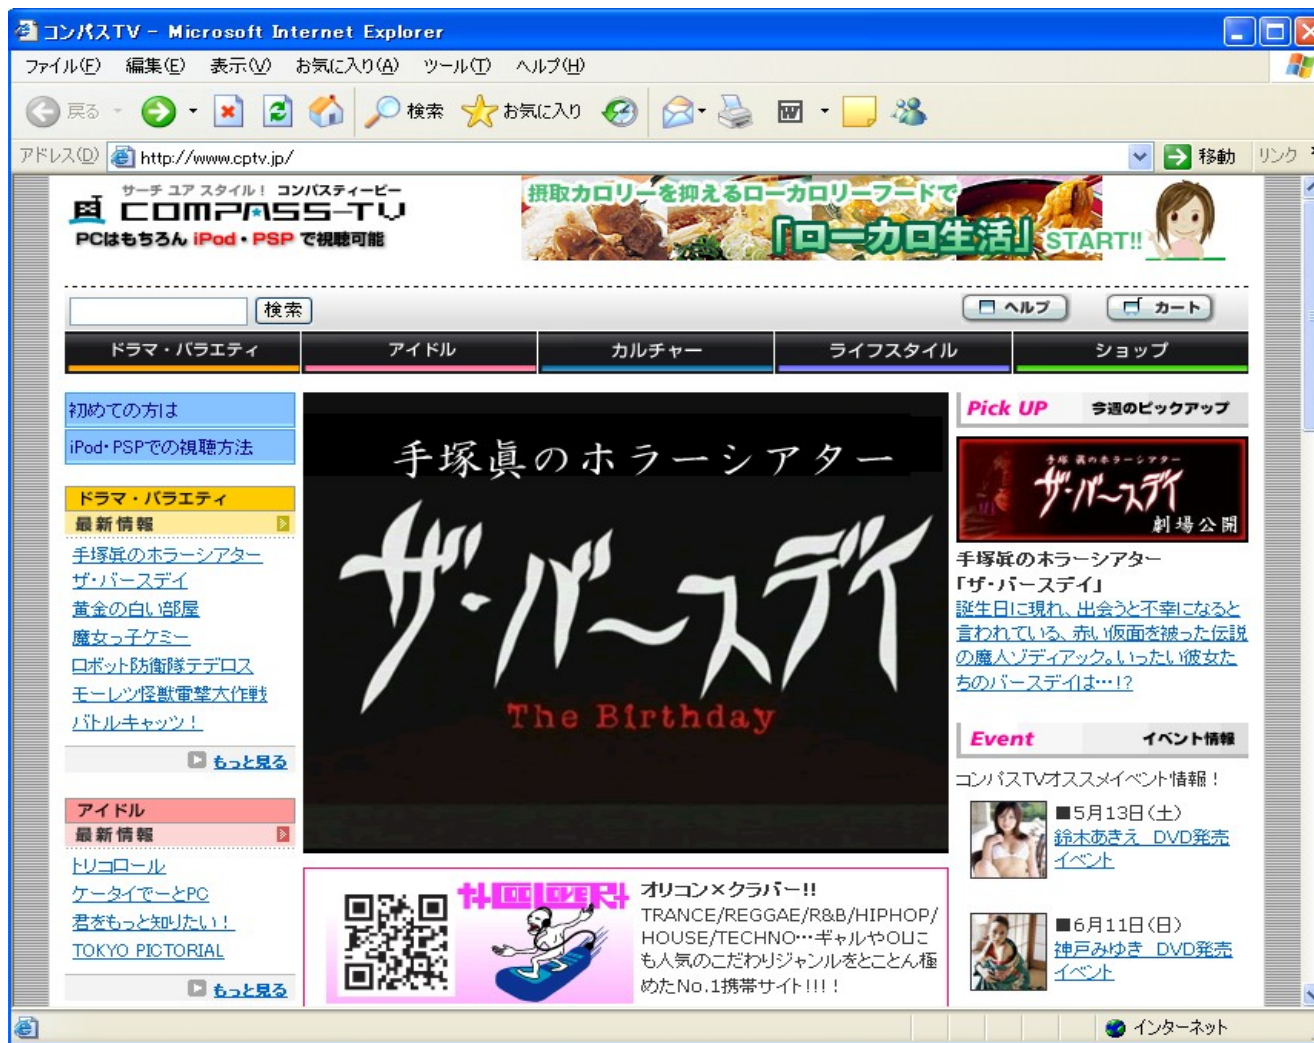 コンパスTV - Microsoft Internet Explorer
ファイル(F) 編集(E) 表示(V) お気に入り(A) ツール(T) ヘルプ(H)
戻る 検索 お気に入り
アドレス(D) http://www.cptv.jp/ 移動 リンク
サーチ ユア スタイル! コンパスティービー
COMPASS-TV
PCはもちろん iPod・PSP で視聴可能
摂取カロリーを抑えるローカロリーフードで
「ローカロ生活」START!!
検索 ヘルプ カート
ドラマ・バラエティ アイドル カルチャー ライフスタイル ショップ
初めての方は
iPod・PSPでの視聴方法
ドラマ・バラエティ
最新情報
手塚眞のホラーシアター
ザ・バースデイ
黄金の白い部屋
魔女っ子ケミー
ロボット防衛隊テデロス
モーレツ怪獣電撃大作戦
バトルキャッツ!
もっと見る
アイドル
最新情報
トリコロール
ケータイでーとPC
君をもっと知りたい!
TOKYO PICTORIAL
もっと見る
手塚眞のホラーシアター
ザ・バースデイ
The Birthday
オリコン×クラバー!!
TRANCE/REGGAE/R&B/HIPHOP/
HOUSE/TECHNO…ギャルやOLに
も人気のこだわりジャンルをとことん極
めたNo.1携帯サイト!!!!
Pick UP 今週のピックアップ
手塚 眞のホラーシアター
ザ・バースデイ
劇場公開
手塚眞のホラーシアター
「ザ・バースデイ」
誕生日に現れ、出会うと不幸になると
言われている、赤い仮面を被った伝説
の魔人ゾディアック。いったい彼女た
ちのバースデイは…!?
Event イベント情報
コンパスTVオススメイベント情報!
■5月13日(土)
鈴木あきえ DVD発売
イベント
■6月11日(日)
神戸みゆき DVD発売
イベント
インターネット